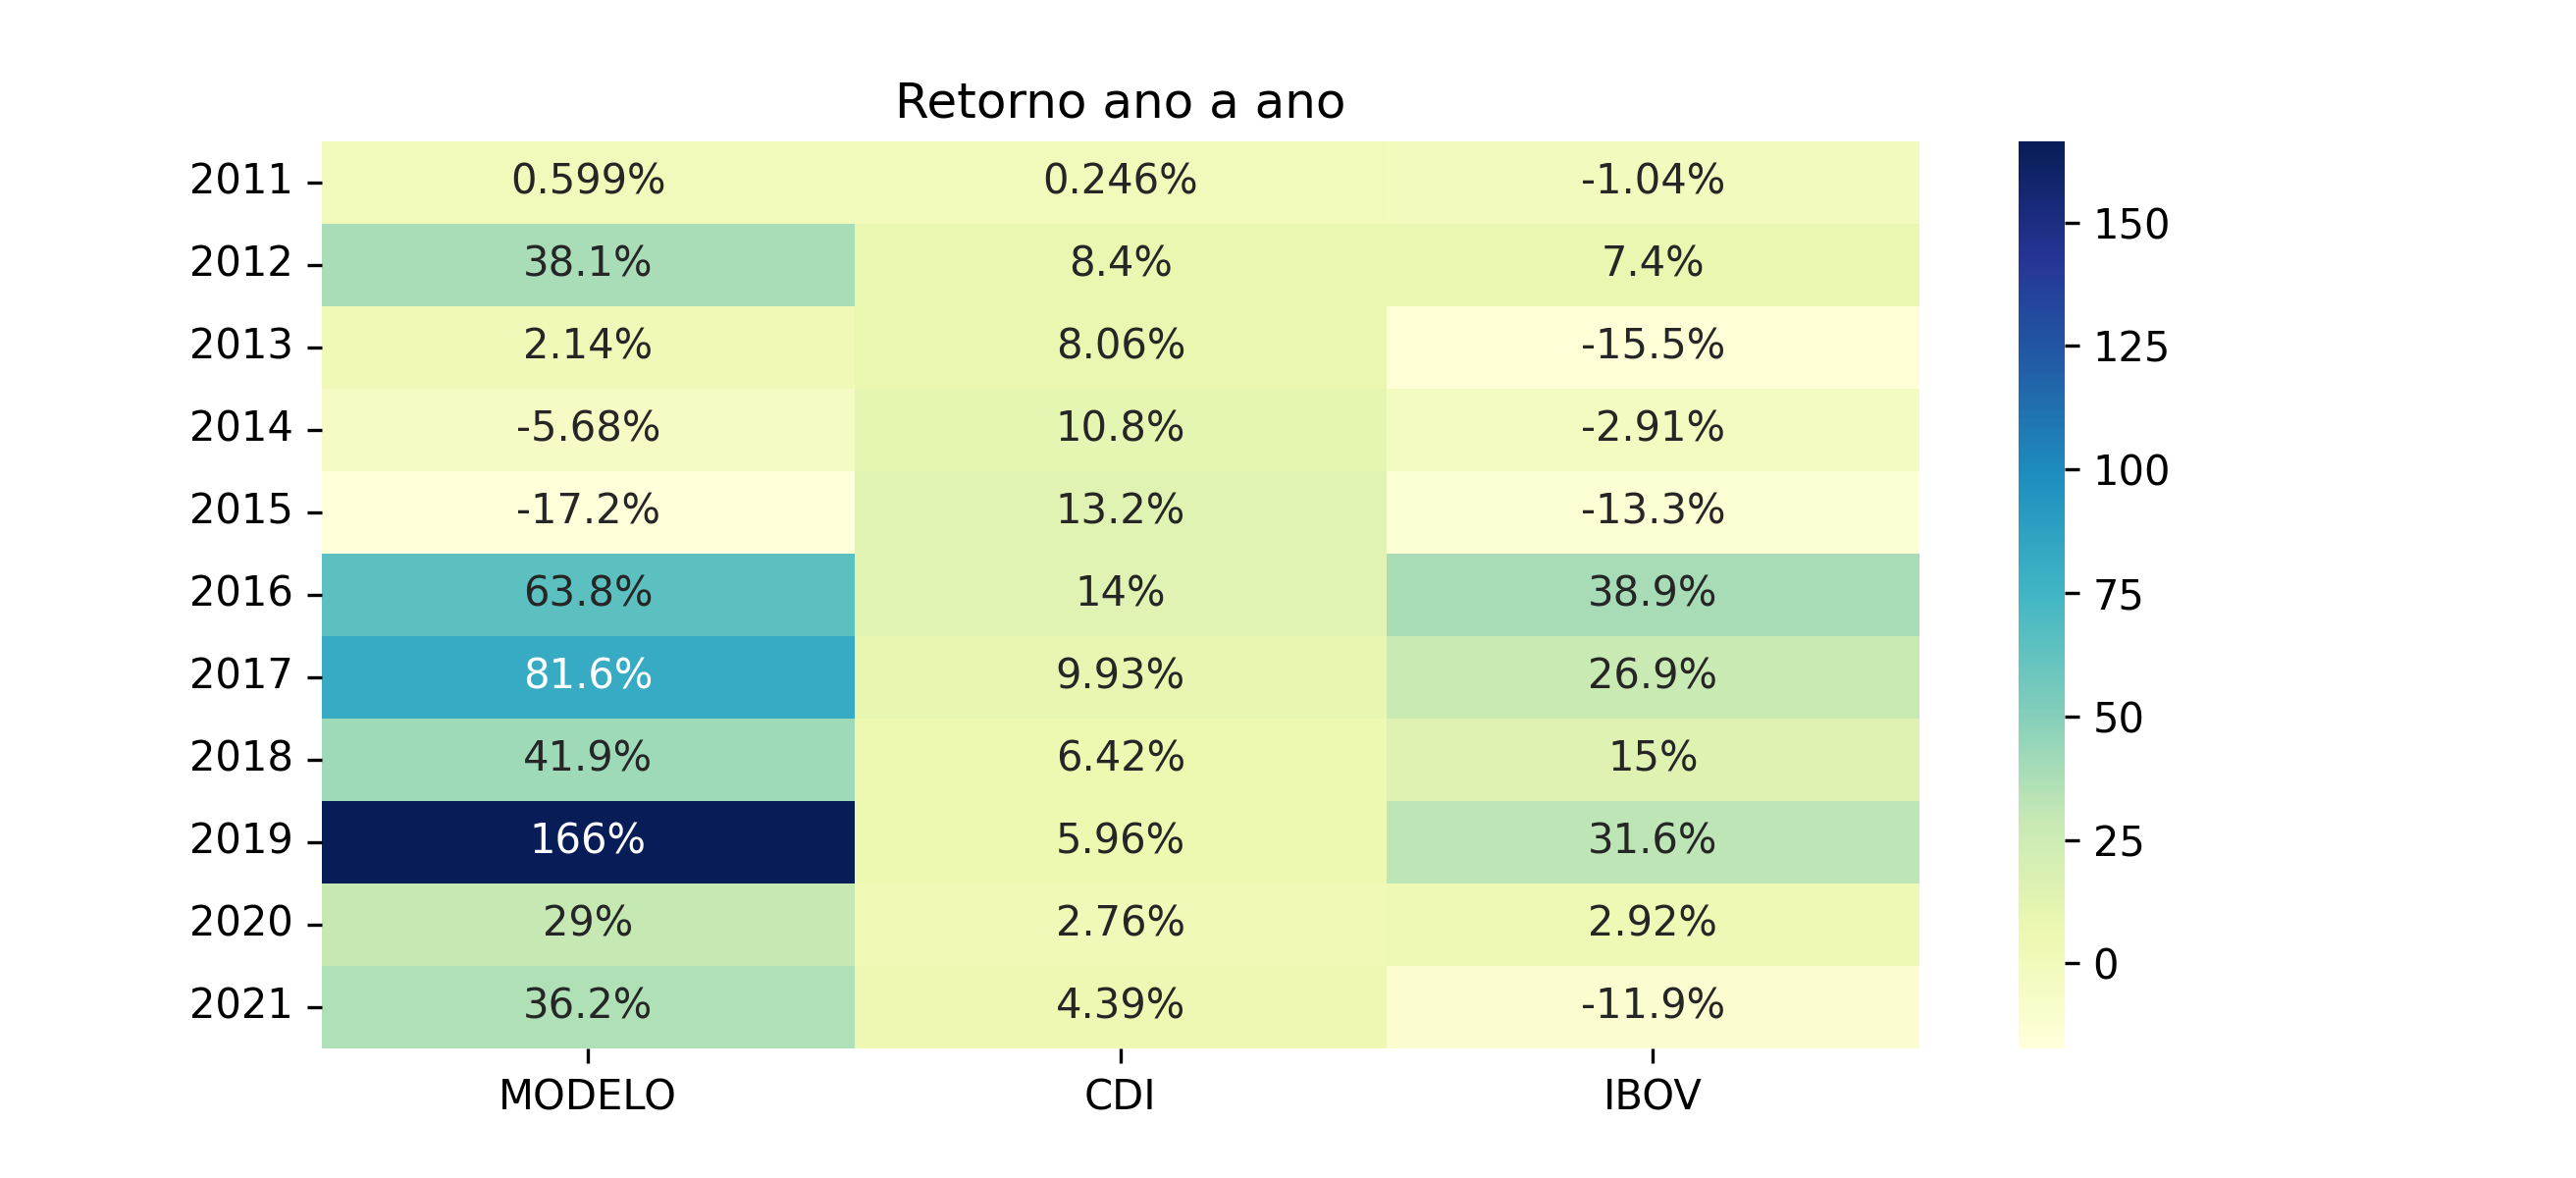 Retorno ano a ano
2011 0.599% 0.246% -1.04%
2012 38.1% 8.4% 7.4%
2013 2.14% 8.06% -15.5%
2014 -5.68% 10.8% -2.91%
2015 -17.2% 13.2% -13.3%
2016 63.8% 14% 38.9%
2017 81.6% 9.93% 26.9%
2018 41.9% 6.42% 15%
2019 166% 5.96% 31.6%
2020 29% 2.76% 2.92%
2021 36.2% 4.39% -11.9%
MODELO CDI IBOV
150
125
100
75
50
25
0